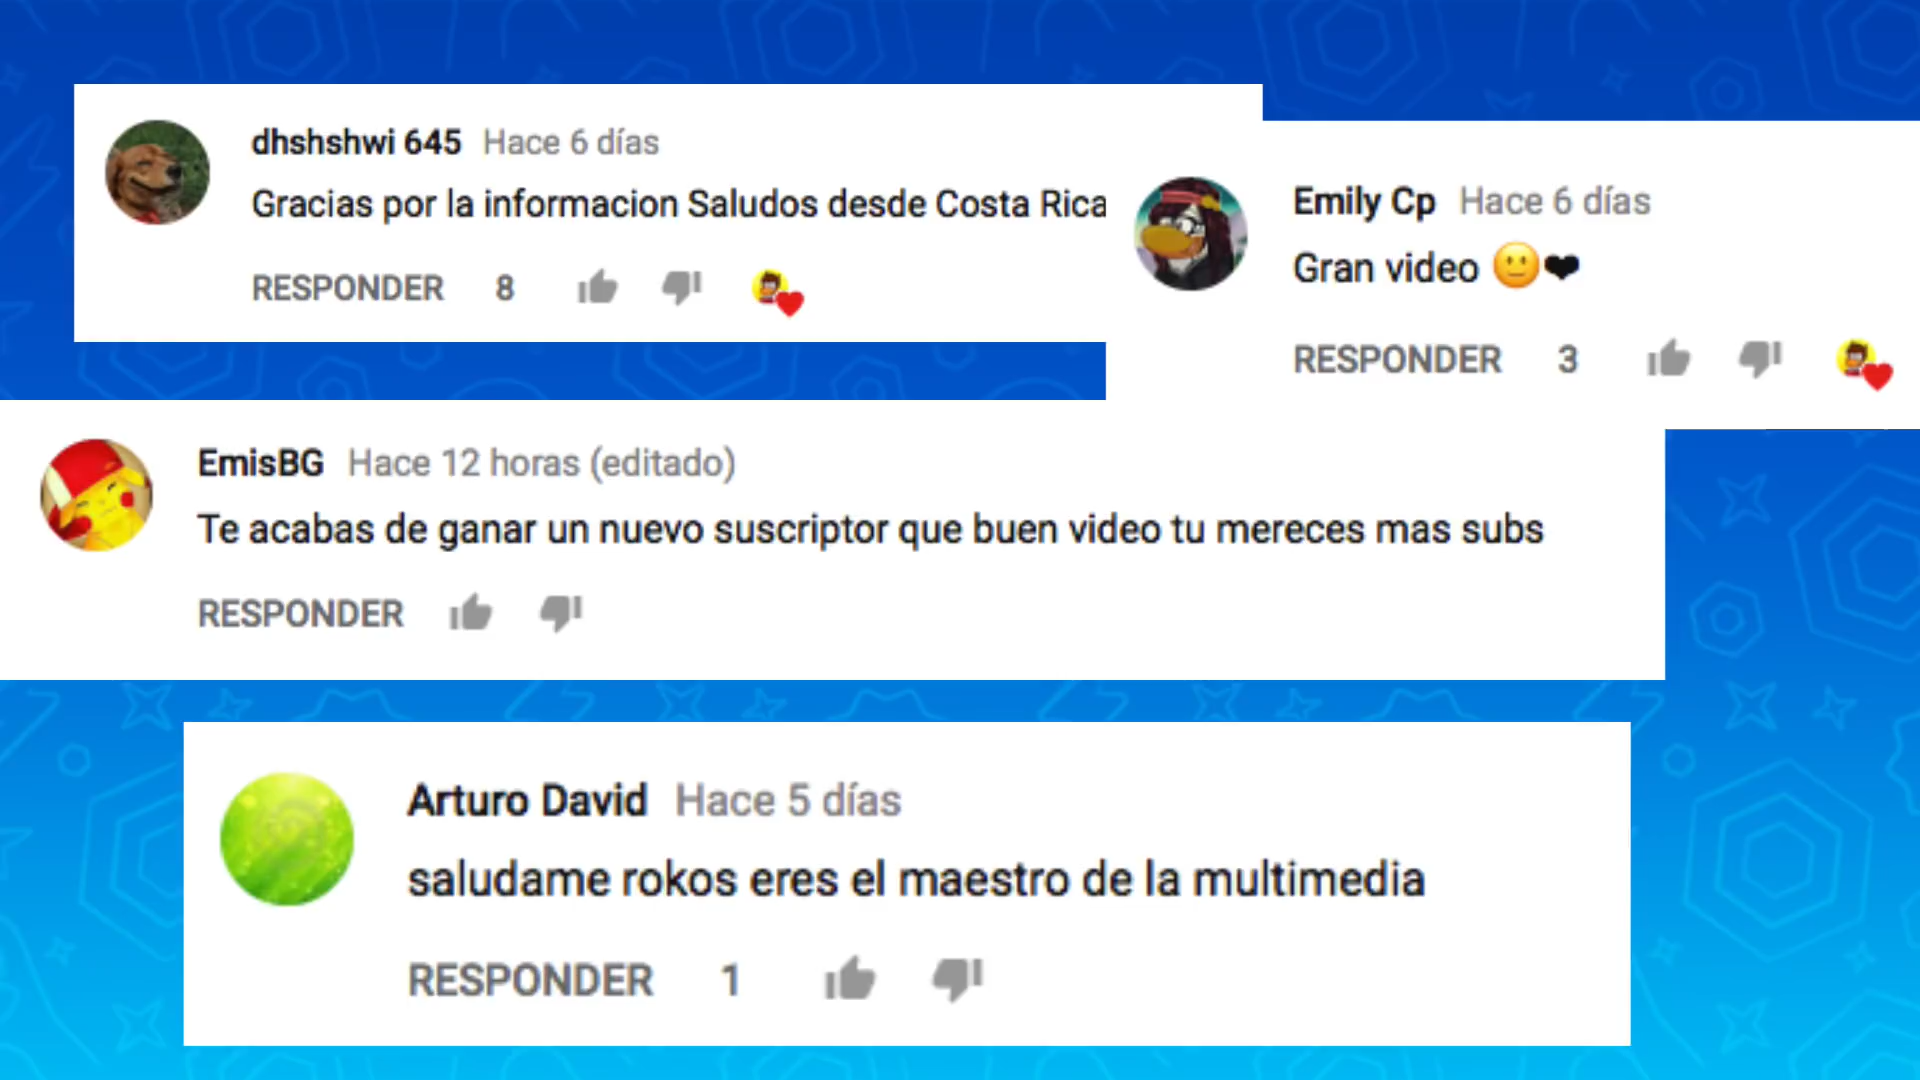 dhshshwi 645 Hace 6 días
Gracias por la informacion Saludos desde Costa Rica
RESPONDER 8
Emily Cp Hace 6 días
Gran video 🙂❤
RESPONDER 3
EmisBG Hace 12 horas (editado)
Te acabas de ganar un nuevo suscriptor que buen video tu mereces mas subs
RESPONDER
Arturo David Hace 5 días
saludame rokos eres el maestro de la multimedia
RESPONDER 1